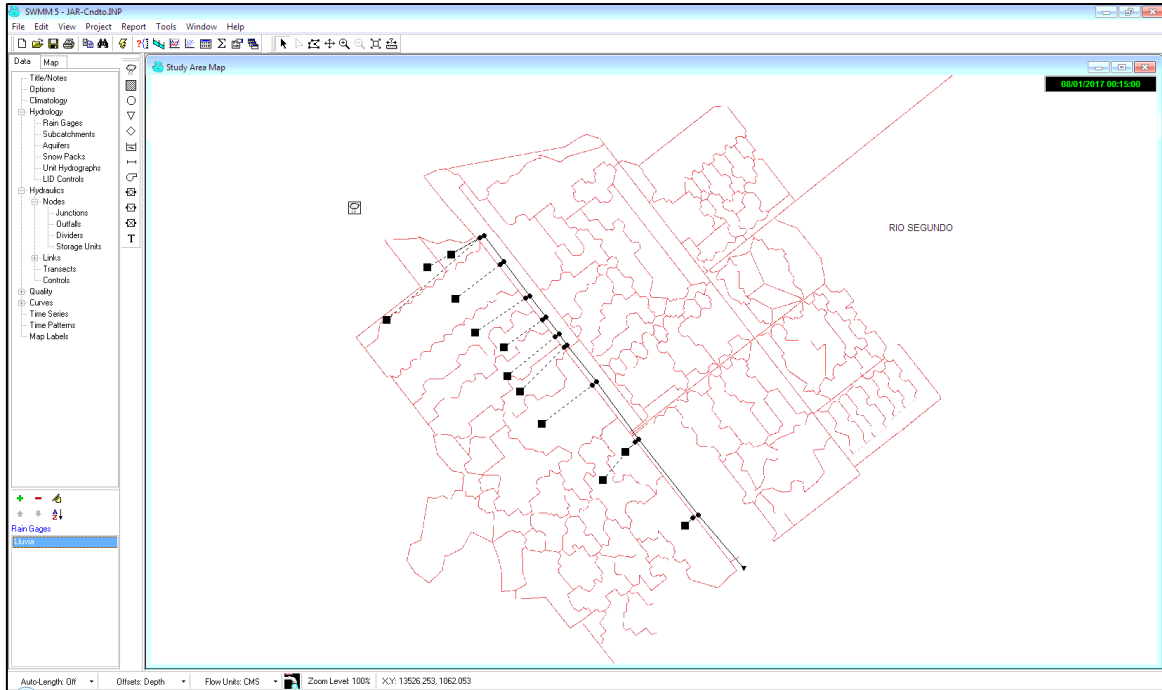 SWMM 5 - JAR-Cndto.INP
File Edit View Project Report Tools Window Help
Data Map
Study Area Map
08/01/2017 00:15:00
Title/Notes
Options
Climatology
Hydrology
Rain Gages
Subcatchments
Aquifers
Snow Packs
Unit Hydrographs
LID Controls
Hydraulics
Nodes
Junctions
Outfalls
Dividers
Storage Units
Links
Transects
Controls
Quality
Curves
Time Series
Time Patterns
Map Labels
RIO SEGUNDO
Rain Gages
Lluvia
Auto-Length: Off Offsets: Depth Flow Units: CMS Zoom Level: 100% X,Y: 13526.253, 1062.053